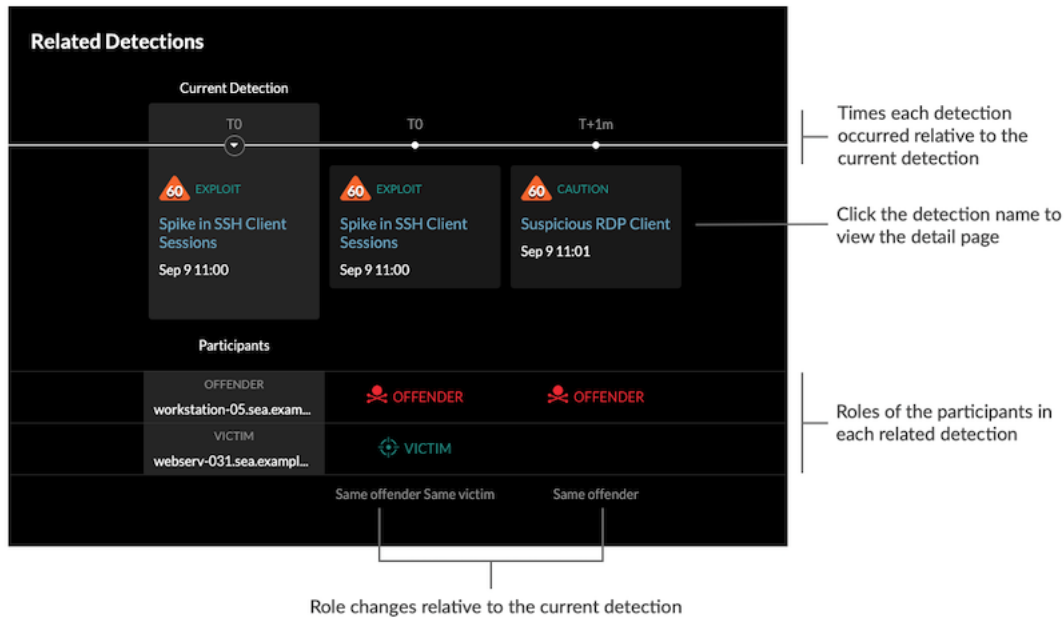 Related Detections
Current Detection
T0
T0
T+1m
Times each detection
occurred relative to the
current detection
60 EXPLOIT
Spike in SSH Client
Sessions
Sep 9 11:00
60 EXPLOIT
Spike in SSH Client
Sessions
Sep 9 11:00
60 CAUTION
Suspicious RDP Client
Sep 9 11:01
Click the detection name to
view the detail page
Participants
OFFENDER
workstation-05.sea.exam...
OFFENDER
OFFENDER
VICTIM
webserv-031.sea.exampl...
VICTIM
Roles of the participants in
each related detection
Same offender Same victim
Same offender
Role changes relative to the current detection